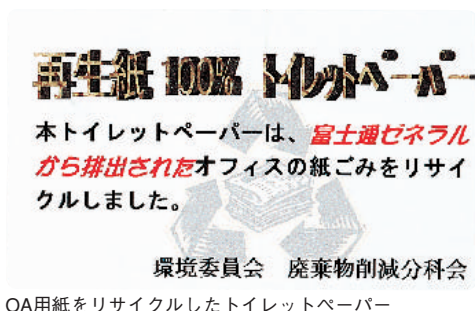 再生紙 100% トイレットペーパー
本トイレットペーパーは、富士通ゼネラル
から排出されたオフィスの紙ごみをリサイ
クルしました。
環境委員会 廃棄物削減分科会
OA用紙をリサイクルしたトイレットペーパー